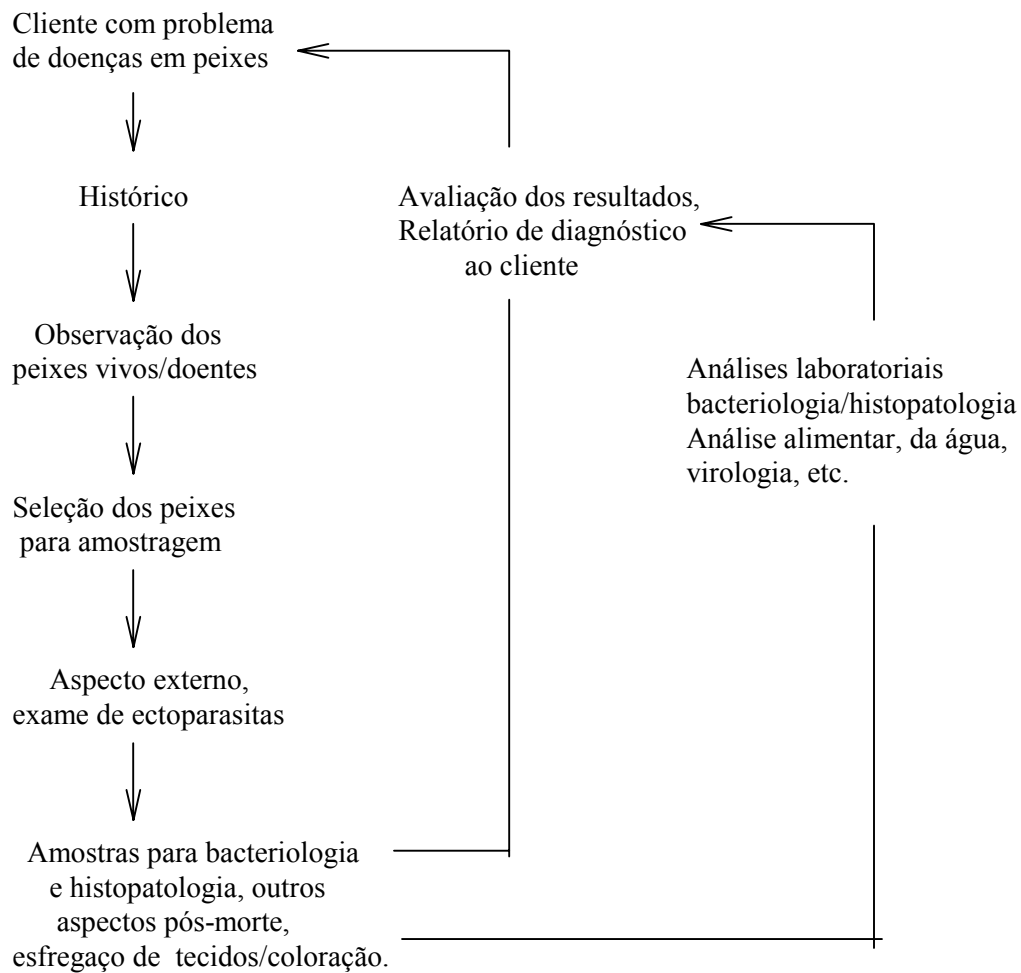 Cliente com problema
de doenças em peixes
Histórico
Observação dos
peixes vivos/doentes
Seleção dos peixes
para amostragem
Aspecto externo,
exame de ectoparasitas
Amostras para bacteriologia
e histopatologia, outros
aspectos pós-morte,
esfregaço de tecidos/coloração.
Avaliação dos resultados,
Relatório de diagnóstico
ao cliente
Análises laboratoriais
bacteriologia/histopatologia
Análise alimentar, da água,
virologia, etc.